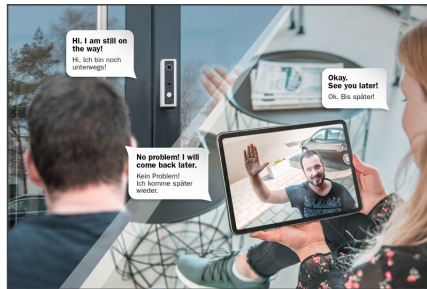 Hi. I am still on
the way!
Hi. Ich bin noch
unterwegs!
Okay.
See you later!
Ok. Bis später!
No problem! I will
come back later.
Kein Problem!
Ich komme später
wieder.